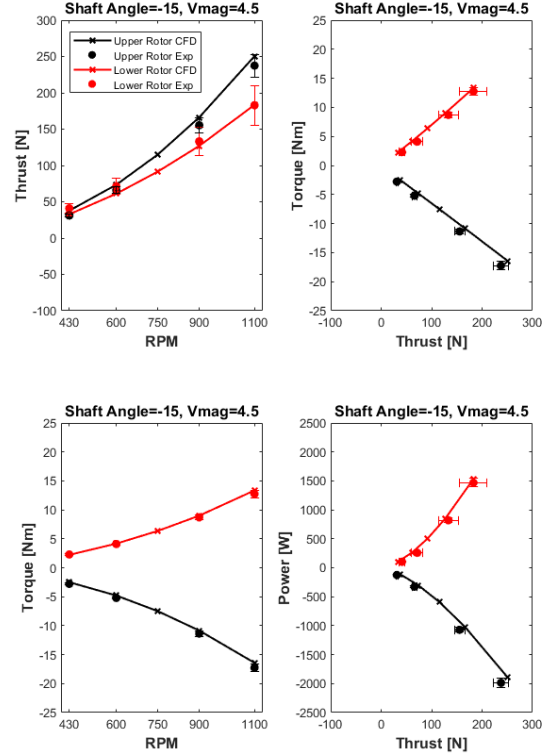 Shaft Angle=-15, Vmag=4.5
300
250
200
150
100
50
0
-50
-100
Thrust [N]
Upper Rotor CFD
Upper Rotor Exp
Lower Rotor CFD
Lower Rotor Exp
430 600 750 900 1100
RPM
Shaft Angle=-15, Vmag=4.5
25
20
15
10
5
0
-5
-10
-15
-20
-25
Torque [Nm]
-100 0 100 200 300
Thrust [N]
Shaft Angle=-15, Vmag=4.5
25
20
15
10
5
0
-5
-10
-15
-20
-25
Torque [Nm]
430 600 750 900 1100
RPM
Shaft Angle=-15, Vmag=4.5
2500
2000
1500
1000
500
0
-500
-1000
-1500
-2000
-2500
Power [W]
-100 0 100 200 300
Thrust [N]